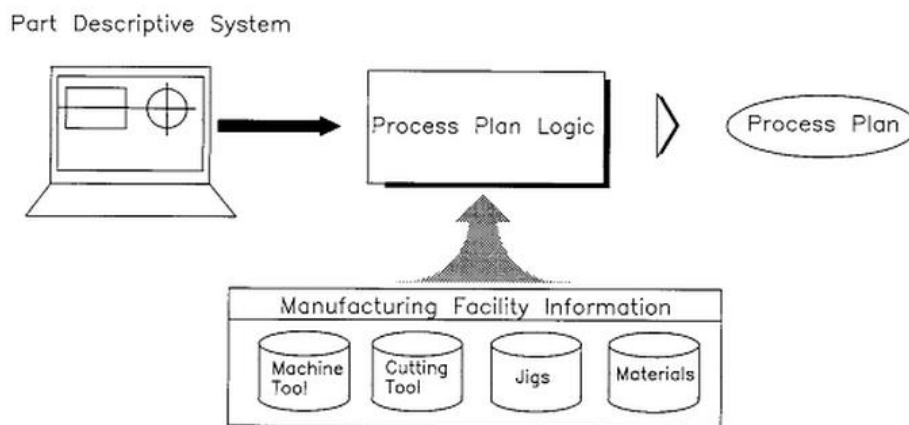 Part Descriptive System
Process Plan Logic
Process Plan
Manufacturing Facility Information
Machine
Tool
Cutting
Tool
Jigs
Materials